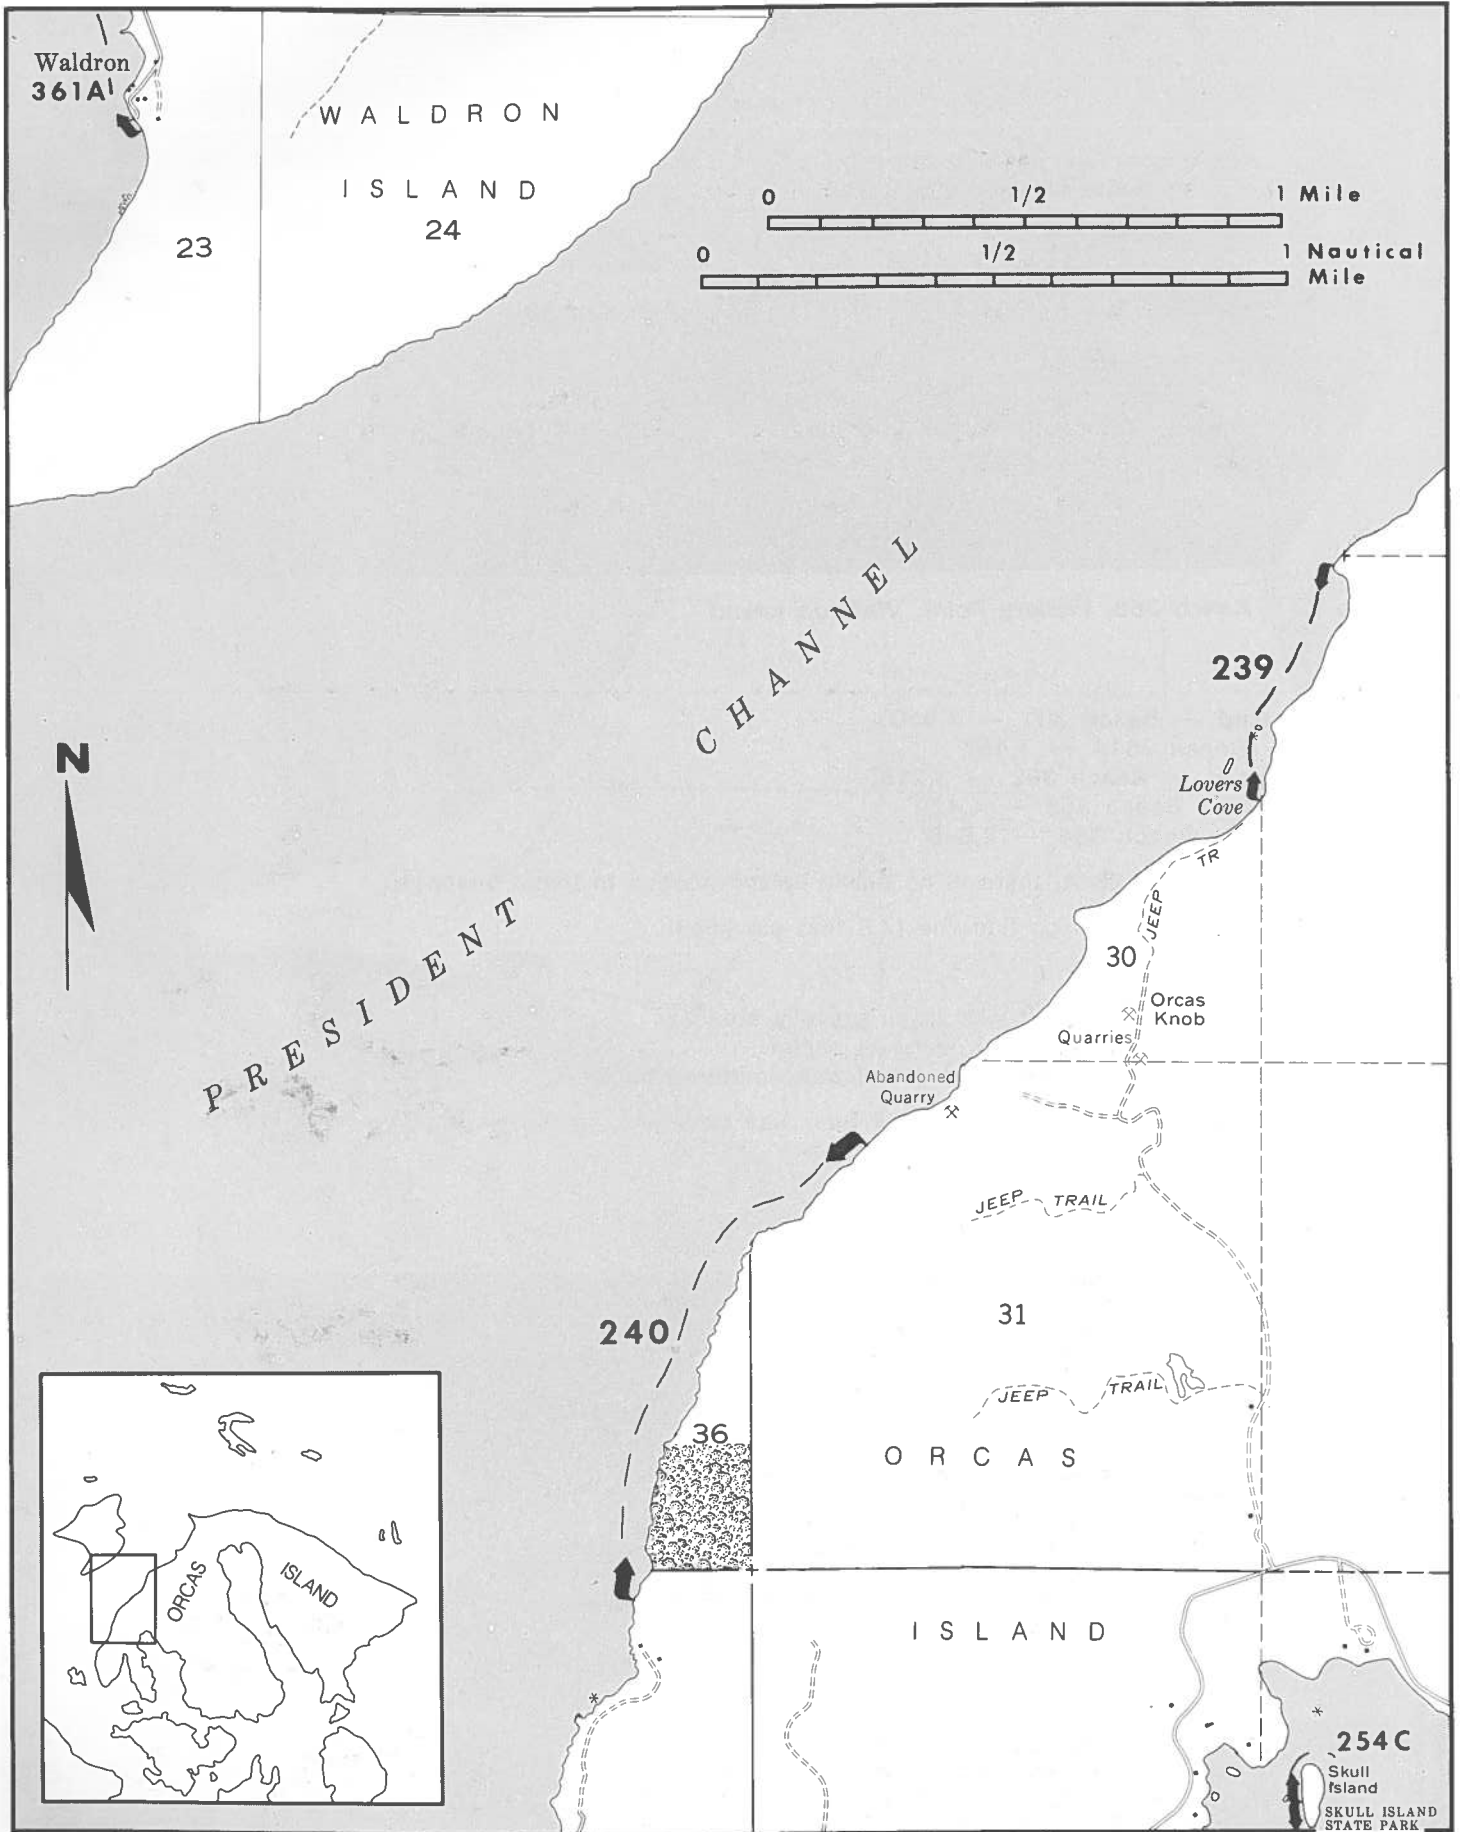 Waldron
361A
WALDRON
ISLAND
23
24
0 1/2 1 Mile
0 1/2 1 Nautical
Mile
CHANNEL
239
N
Lovers
Cove
TR
JEEP
30
Orcas
Knob
Quarries
PRESIDENT
Abandoned
Quarry
JEEP TRAIL
31
240
JEEP TRAIL
36
ORCAS
ORCAS
ISLAND
ISLAND
254C
Skull
Island
SKULL ISLAND
STATE PARK